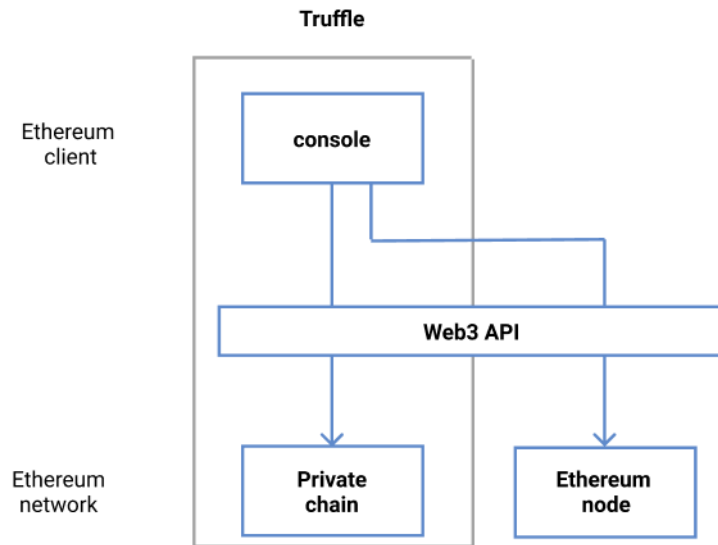 Truffle
Ethereum
client
console
Web3 API
Ethereum
network
Private
chain
Ethereum
node